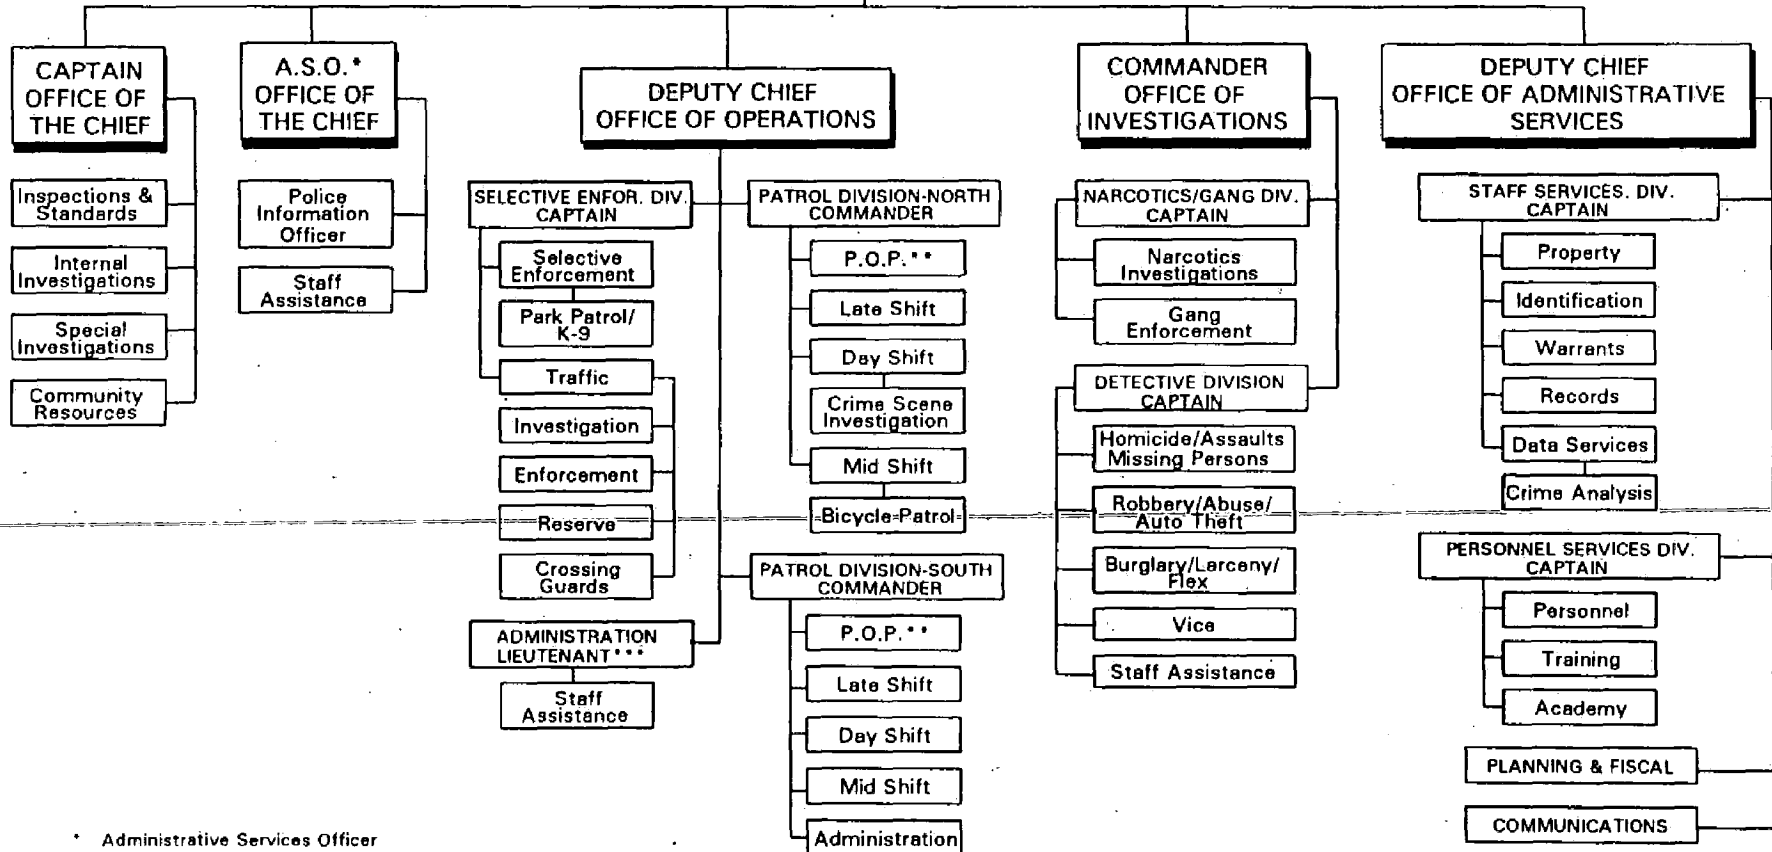 CAPTAIN
OFFICE OF
THE CHIEF
Inspections &
Standards
Internal
Investigations
Special
Investigations
Community
Resources
A.S.O.*
OFFICE OF
THE CHIEF
Police
Information
Officer
Staff
Assistance
DEPUTY CHIEF
OFFICE OF OPERATIONS
SELECTIVE ENFOR. DIV.
CAPTAIN
Selective
Enforcement
Park Patrol/
K-9
Traffic
Investigation
Enforcement
Reserve
Crossing
Guards
ADMINISTRATION
LIEUTENANT***
Staff
Assistance
PATROL DIVISION-NORTH
COMMANDER
P.O.P.**
Late Shift
Day Shift
Crime Scene
Investigation
Mid Shift
Bicycle Patrol
PATROL DIVISION-SOUTH
COMMANDER
P.O.P.**
Late Shift
Day Shift
Mid Shift
Administration
COMMANDER
OFFICE OF
INVESTIGATIONS
NARCOTICS/GANG DIV.
CAPTAIN
Narcotics
Investigations
Gang
Enforcement
DETECTIVE DIVISION
CAPTAIN
Homicide/Assaults
Missing Persons
Robbery/Abuse/
Auto Theft
Burglary/Larceny/
Flex
Vice
Staff Assistance
DEPUTY CHIEF
OFFICE OF ADMINISTRATIVE
SERVICES
STAFF SERVICES. DIV.
CAPTAIN
Property
Identification
Warrants
Records
Data Services
Crime Analysis
PERSONNEL SERVICES DIV.
CAPTAIN
Personnel
Training
Academy
PLANNING & FISCAL
COMMUNICATIONS
* Administrative Services Officer